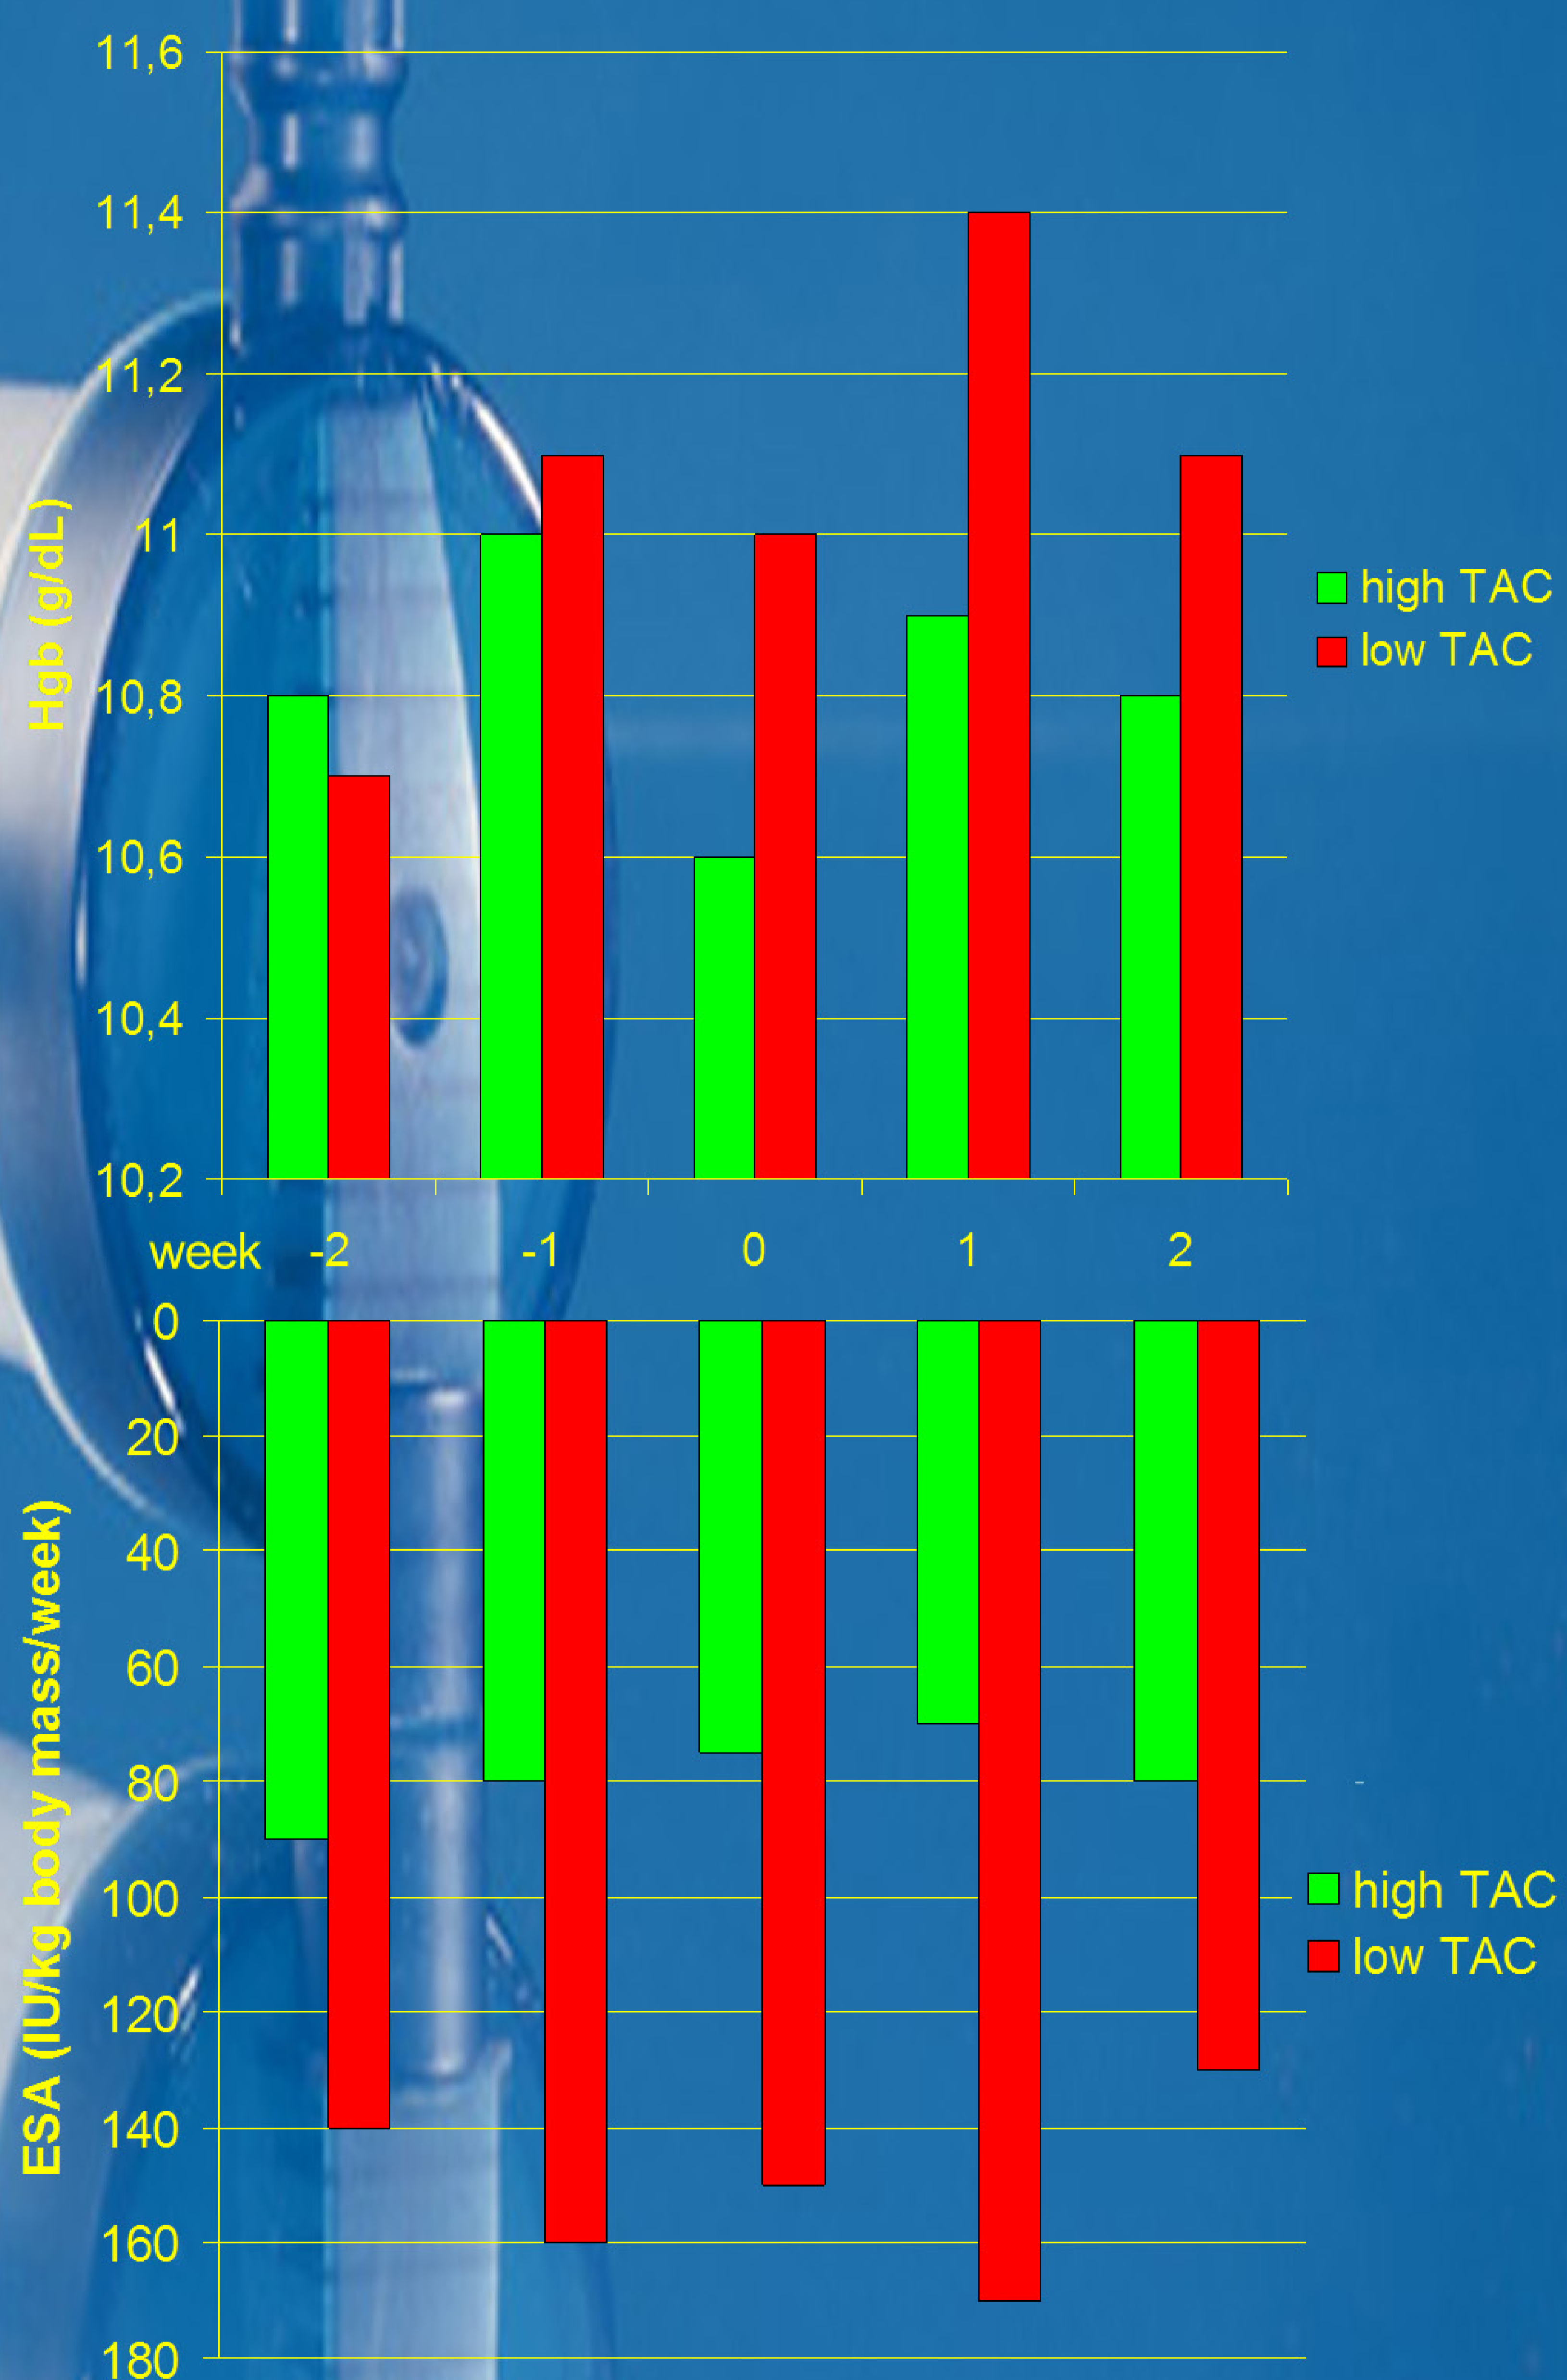 11,6
11,4
11,2
11
10,8
10,6
10,4
10,2
Hgb (g/dL)
high TAC
low TAC
week -2 -1 0 1 2
0
20
40
60
80
100
120
140
160
180
ESA (IU/kg body mass/week)
high TAC
low TAC